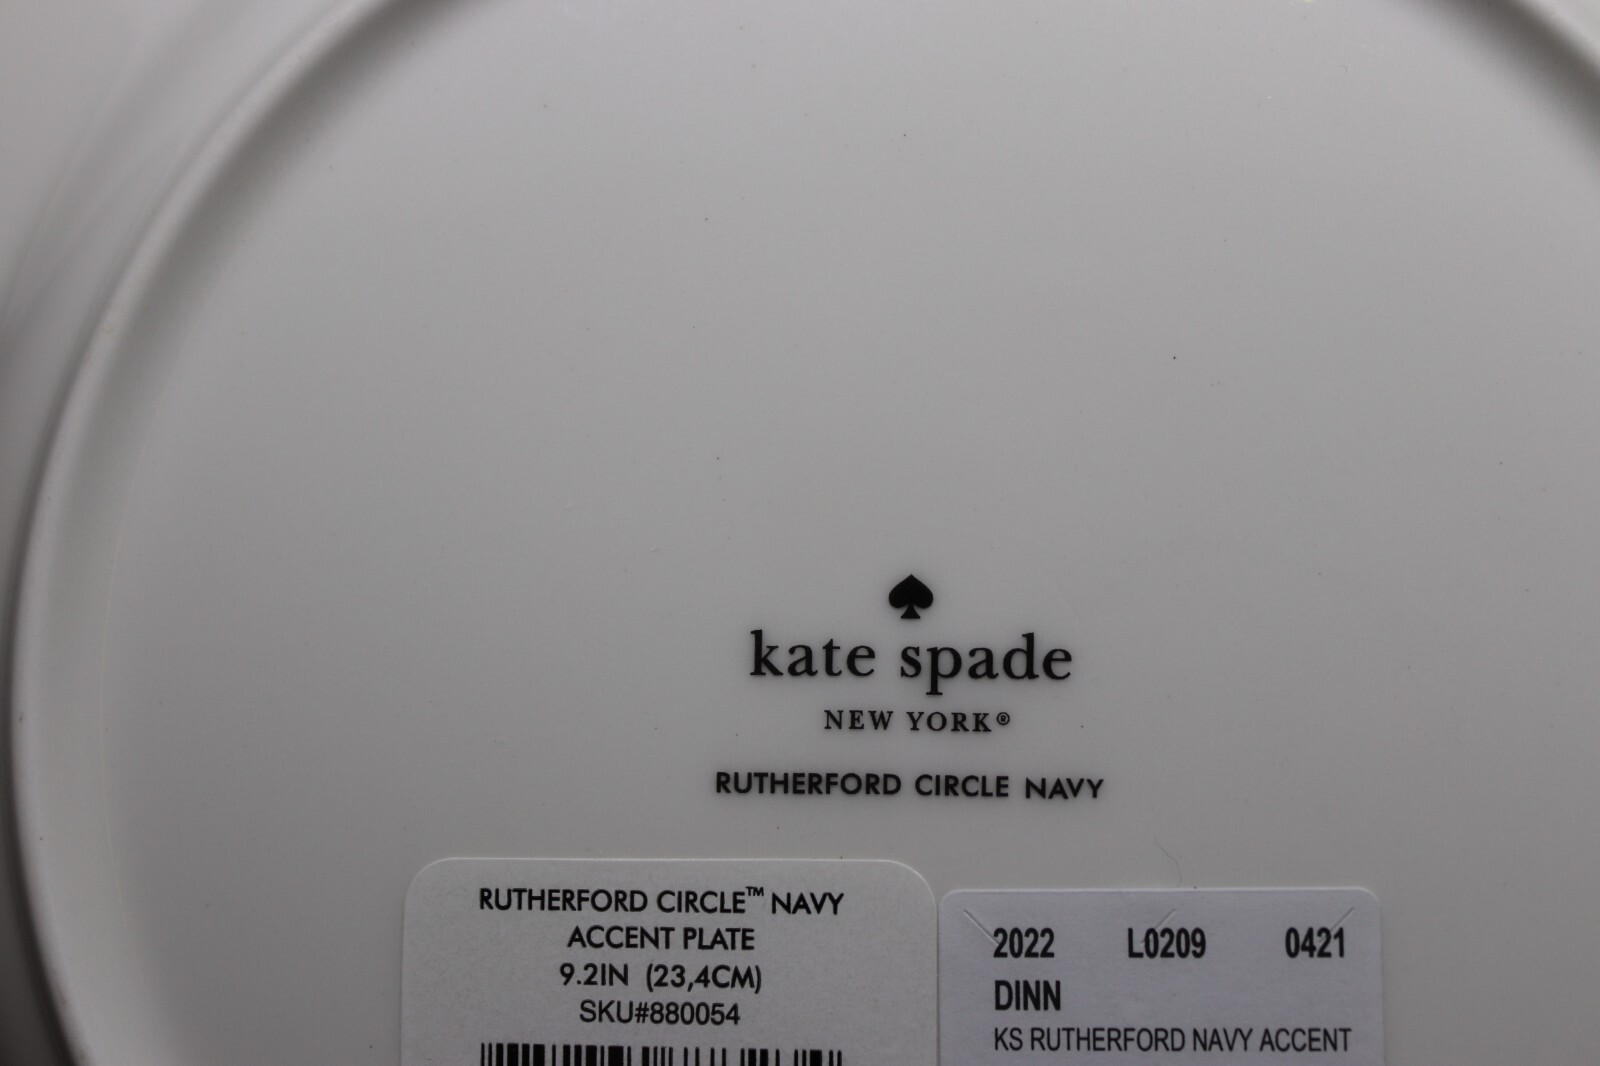 kate spade
NEW YORK®
RUTHERFORD CIRCLE NAVY
RUTHERFORD CIRCLE™ NAVY
ACCENT PLATE
9.2IN (23,4CM)
SKU#880054
2022 L0209 0421
DINN
KS RUTHERFORD NAVY ACCENT